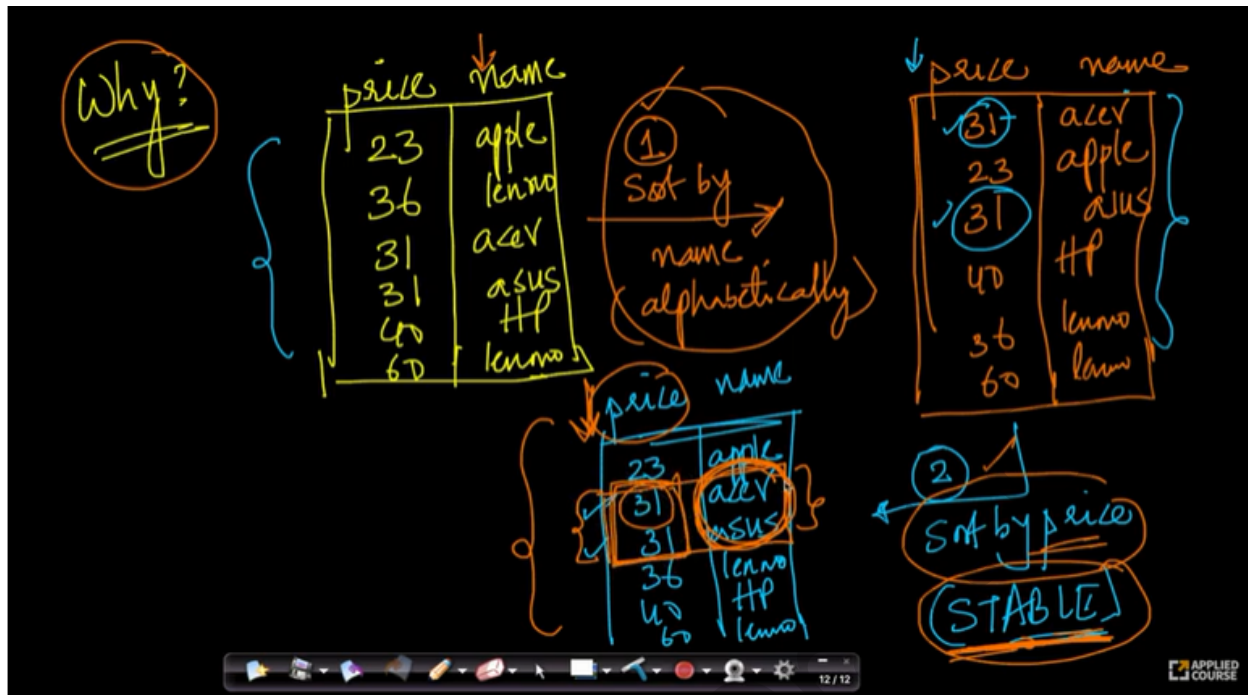 Why?
price name
23 apple
36 lenovo
31 acer
31 asus
40 HP
60 lenovo
1
Sort by
name
(alphabetically)
price name
31 acer
23 apple
31 asus
40 HP
36 lenovo
60 lenovo
2
Sort by price
(STABLE)
price name
23 apple
31 acer
31 asus
36 lenovo
40 HP
60 lenovo
12 / 12
APPLIED
COURSE